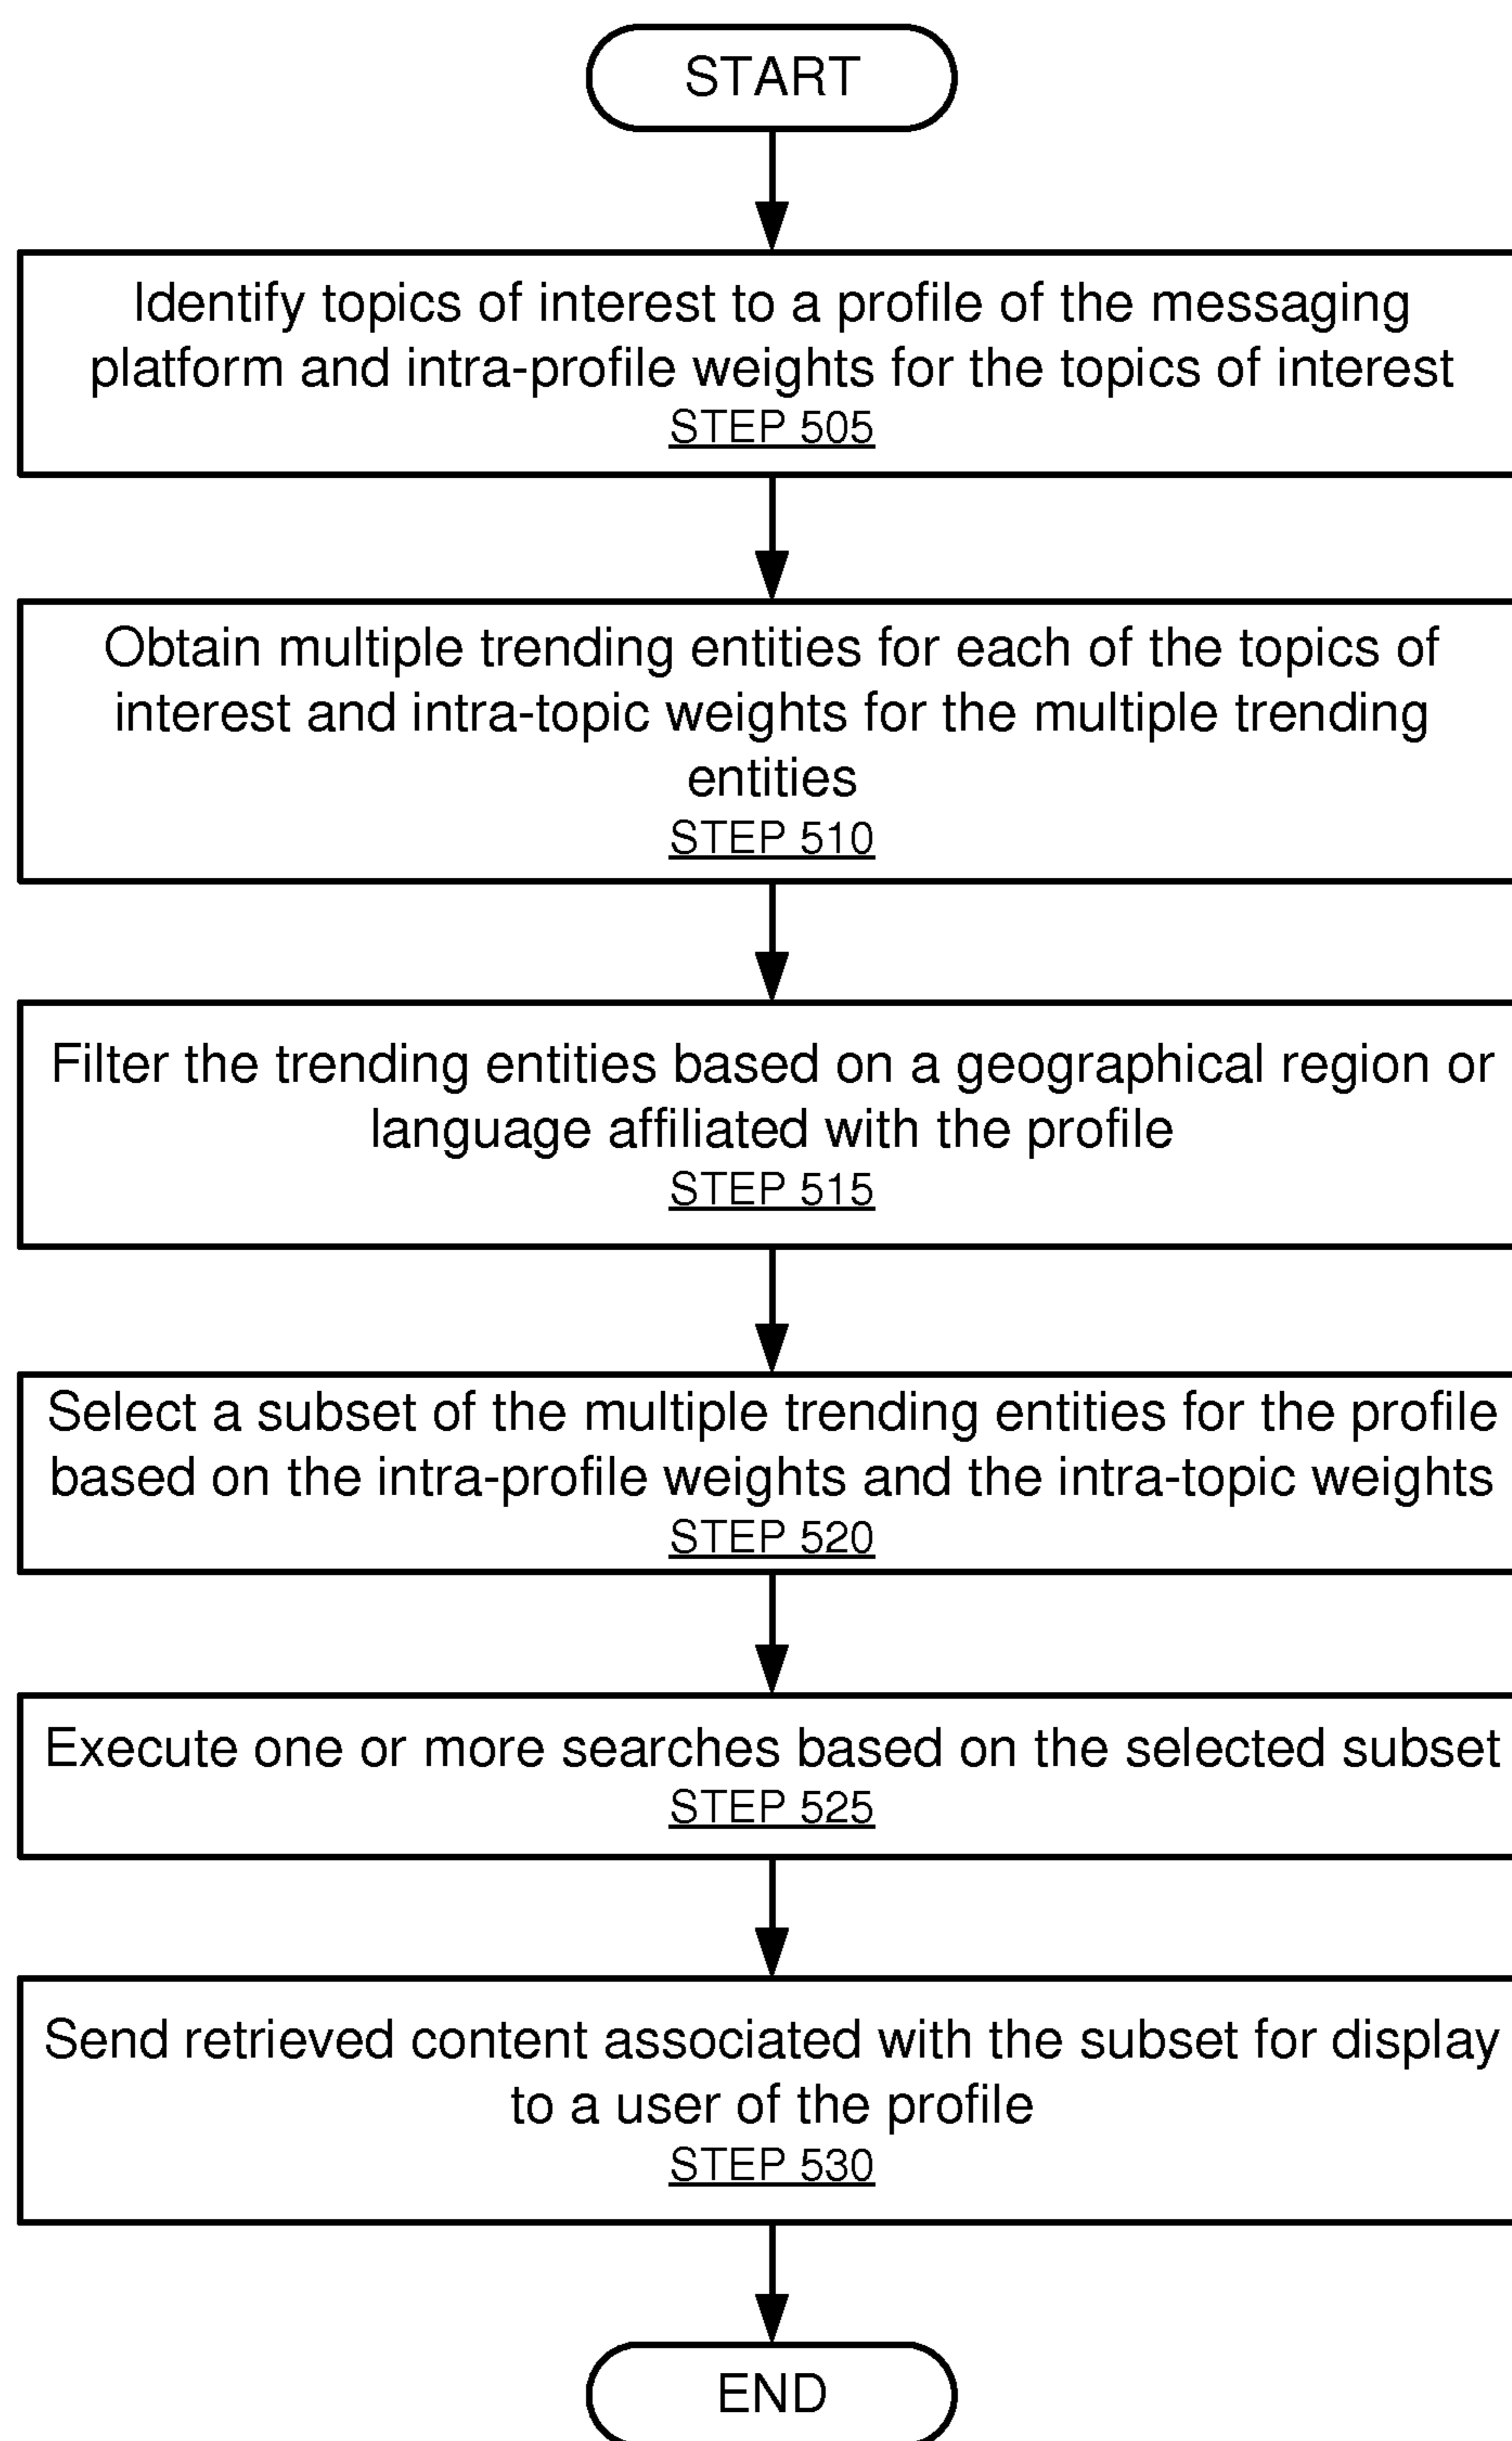 START
Identify topics of interest to a profile of the messaging
platform and intra-profile weights for the topics of interest
STEP 505
Obtain multiple trending entities for each of the topics of
interest and intra-topic weights for the multiple trending
entities
STEP 510
Filter the trending entities based on a geographical region or
language affiliated with the profile
STEP 515
Select a subset of the multiple trending entities for the profile
based on the intra-profile weights and the intra-topic weights
STEP 520
Execute one or more searches based on the selected subset
STEP 525
Send retrieved content associated with the subset for display
to a user of the profile
STEP 530
END